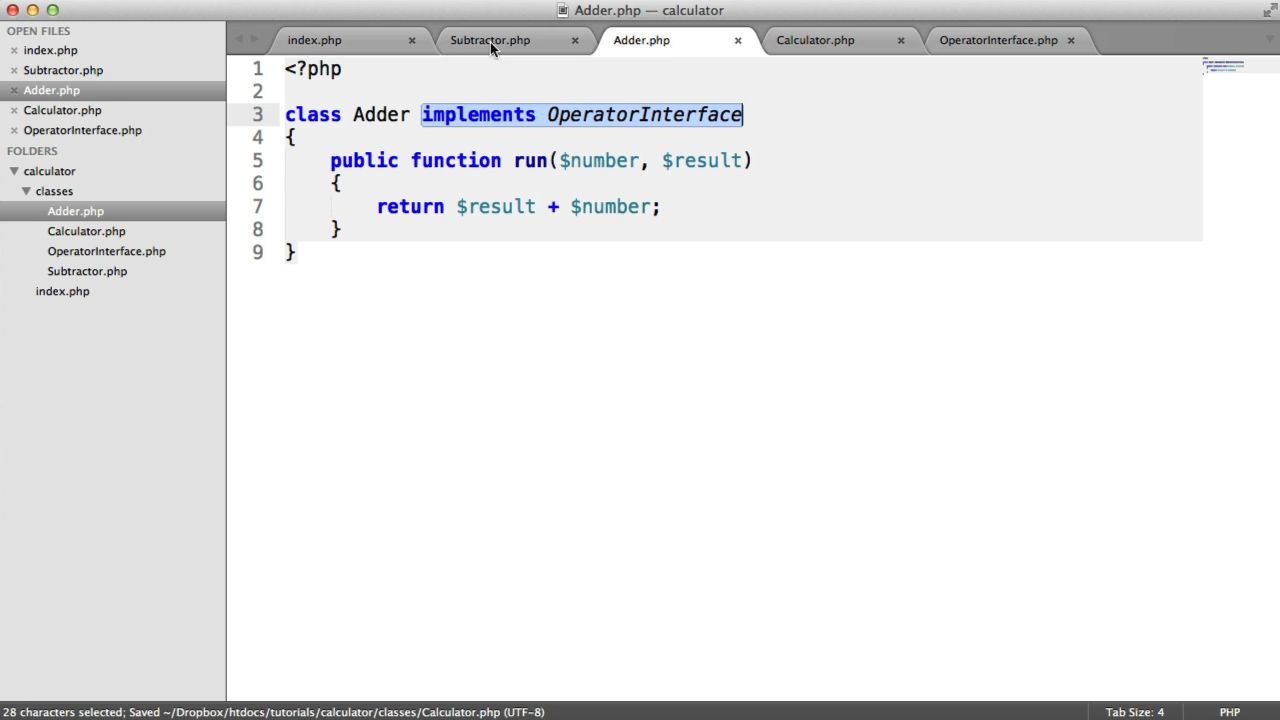 Adder.php — calculator
OPEN FILES
index.php
Subtractor.php
Adder.php
Calculator.php
OperatorInterface.php
FOLDERS
calculator
classes
Adder.php
Calculator.php
OperatorInterface.php
Subtractor.php
index.php
index.php Subtractor.php Adder.php Calculator.php OperatorInterface.php
1 <?php
2
3 class Adder implements OperatorInterface
4 {
5 public function run($number, $result)
6 {
7 return $result + $number;
8 }
9 }
28 characters selected; Saved ~/Dropbox/htdocs/tutorials/calculator/classes/Calculator.php (UTF-8) Tab Size: 4 PHP